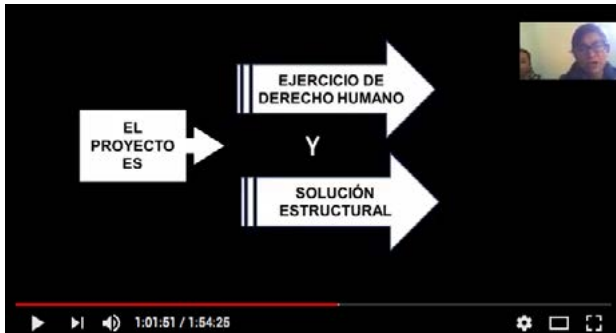 EJERCICIO DE
DERECHO HUMANO
EL
PROYECTO
ES
Y
SOLUCIÓN
ESTRUCTURAL
1:01:51 / 1:54:25